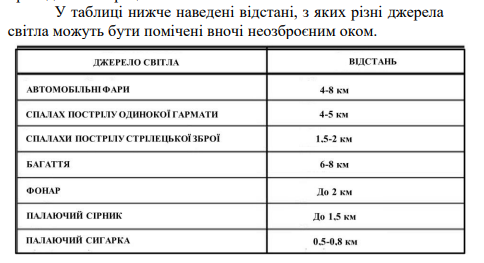 У таблиці нижче наведені відстані, з яких різні джерела
світла можуть бути помічені вночі неозброєним оком.
ДЖЕРЕЛО СВІТЛА ВІДСТАНЬ
АВТОМОБІЛЬНІ ФАРИ 4-8 км
СПАЛАХ ПОСТРІЛУ ОДИНОКОЇ ГАРМАТИ 4-5 км
СПАЛАХИ ПОСТРІЛУ СТРІЛЕЦЬКОЇ ЗБРОЇ 1,5-2 км
БАГАТТЯ 6-8 км
ФОНАР До 2 км
ПАЛАЮЧИЙ СІРНИК До 1,5 км
ПАЛАЮЧИЙ СИГАРКА 0,5-0,8 км